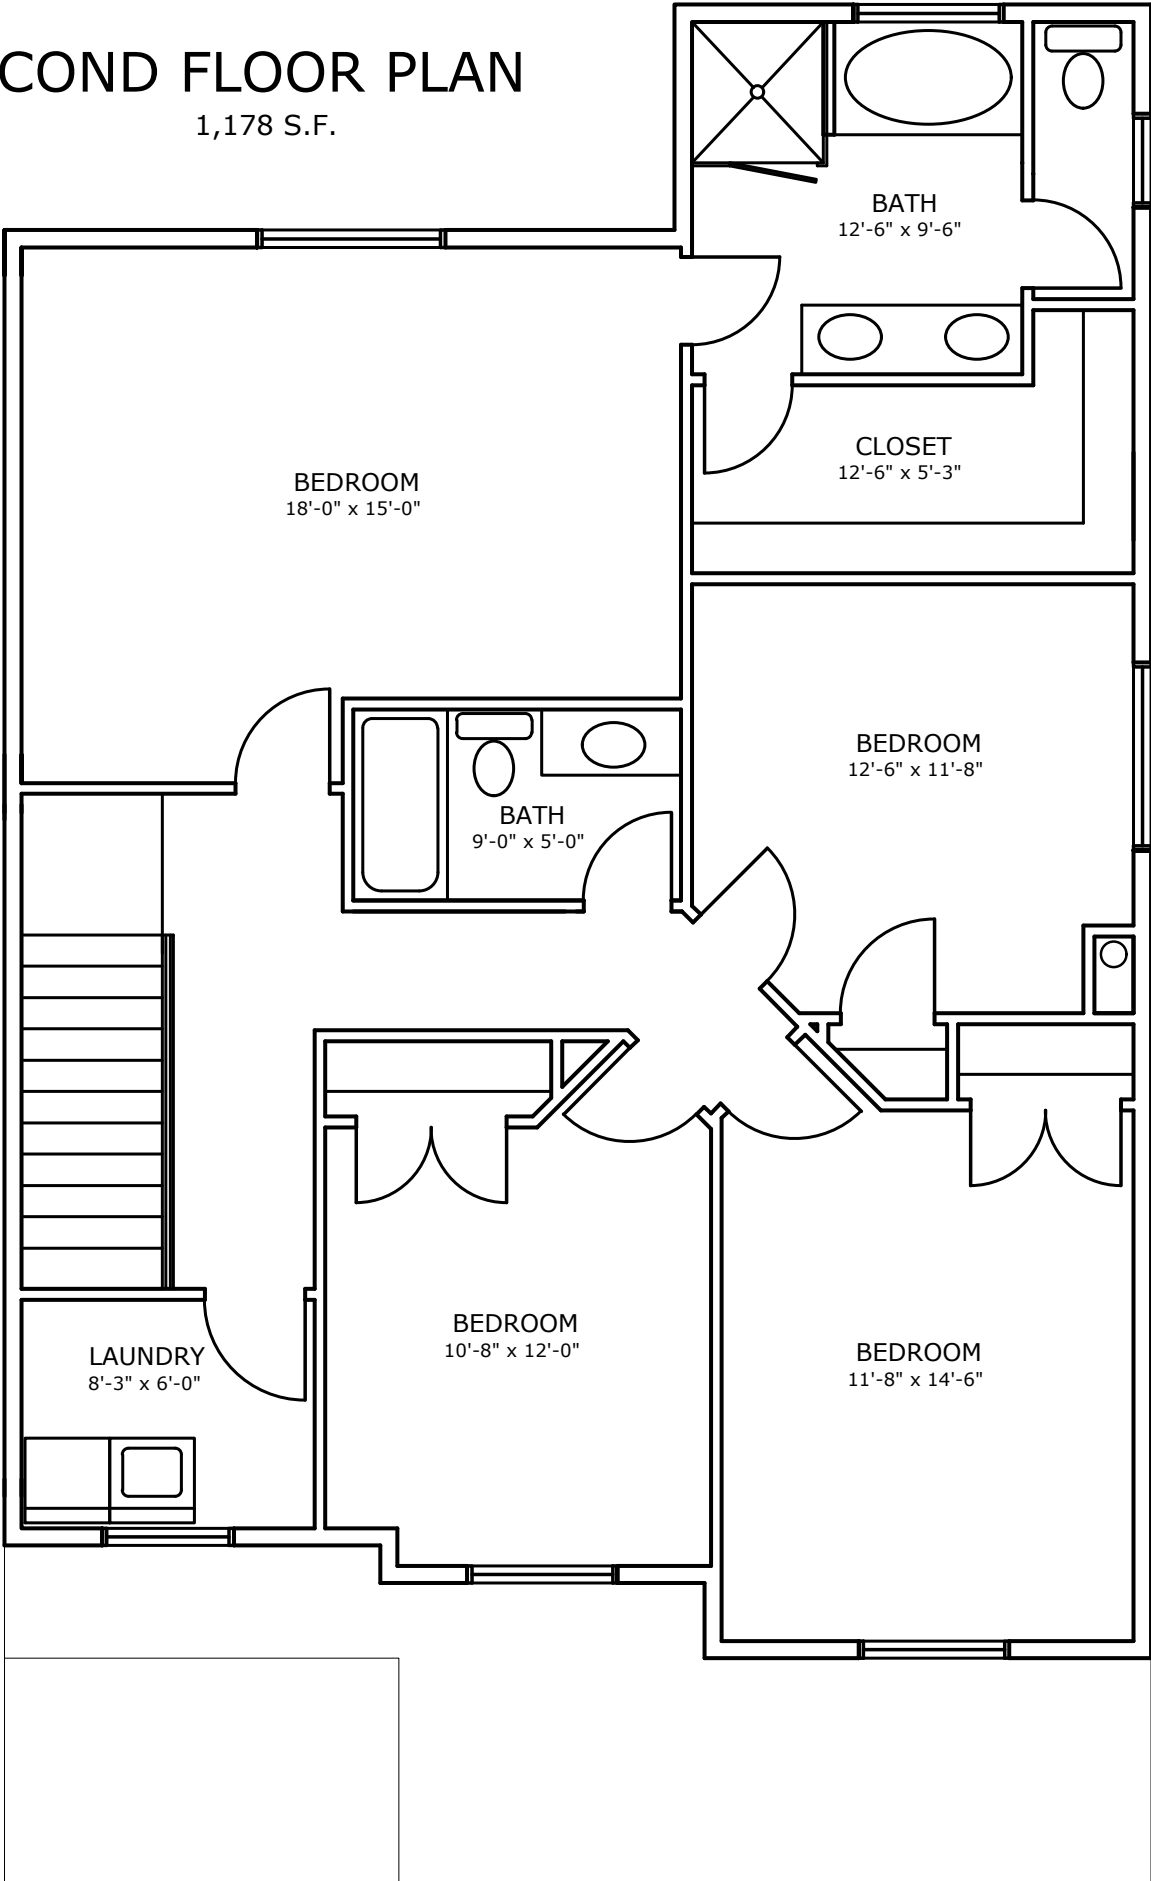 COND FLOOR PLAN
1,178 S.F.
BATH
12'-6" x 9'-6"
CLOSET
12'-6" x 5'-3"
BEDROOM
18'-0" x 15'-0"
BEDROOM
12'-6" x 11'-8"
BATH
9'-0" x 5'-0"
BEDROOM
10'-8" x 12'-0"
BEDROOM
11'-8" x 14'-6"
LAUNDRY
8'-3" x 6'-0"